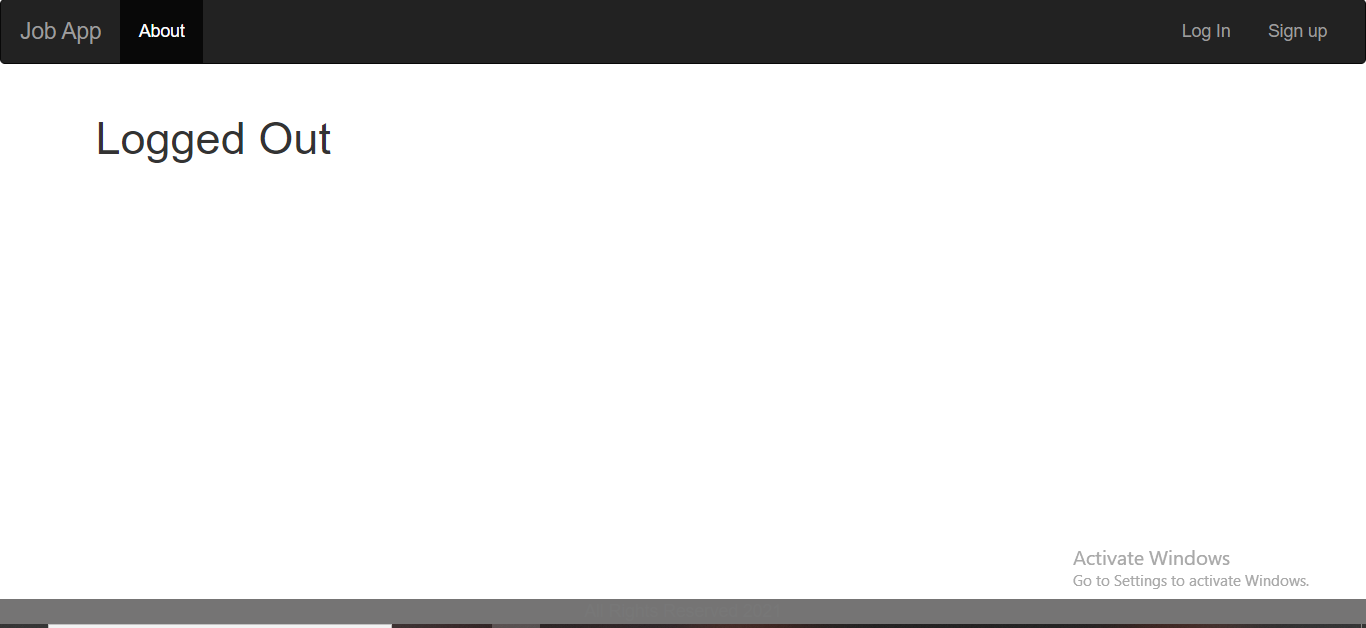 Job App
About
Log In
Sign up
Logged Out
Activate Windows
Go to Settings to activate Windows.